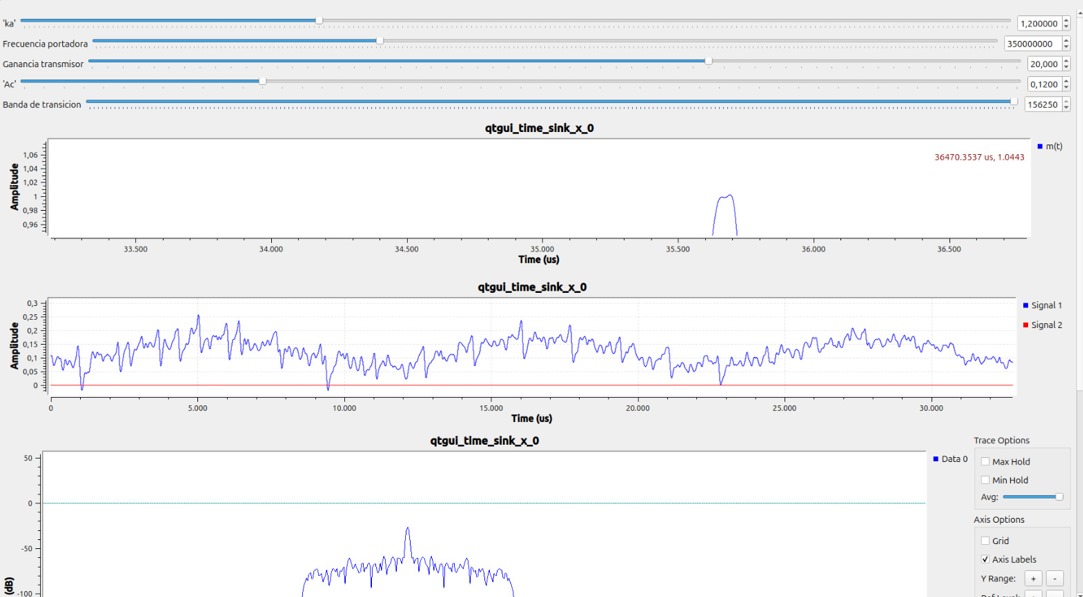 'ka' 1,200000
Frecuencia portadora 350000000
Ganancia transmisor 20,000
'Ac' 0,1200
Banda de transicion 156250
qtgui_time_sink_x_0
Amplitude
1,06
1,04
1,02
1
0,98
0,96
36470.3537 us, 1.0443
m(t)
33.500 34.000 34.500 35.000 35.500 36.000 36.500
Time (us)
qtgui_time_sink_x_0
Amplitude
0,3
0,25
0,2
0,15
0,1
0,05
0
Signal 1
Signal 2
0 5.000 10.000 15.000 20.000 25.000 30.000
Time (us)
qtgui_time_sink_x_0
50
0
-50
-100
(dB)
Data 0
Trace Options
Max Hold
Min Hold
Avg:
Axis Options
Grid
Axis Labels
Y Range: + -